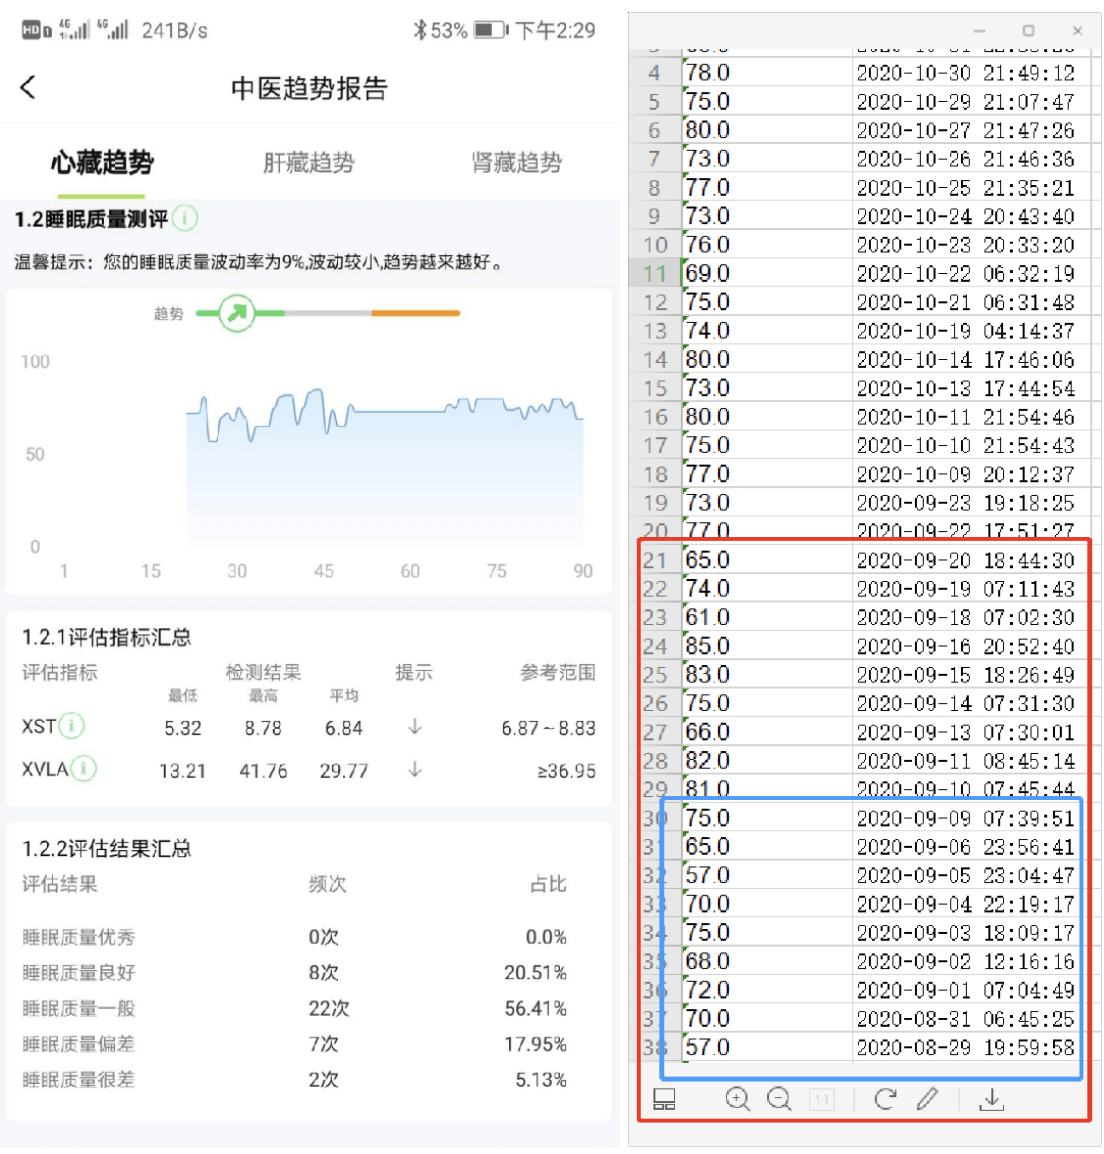 HD 4G 4G 241B/s 53% 下午2:29
中医趋势报告
心藏趋势 肝藏趋势 肾藏趋势
1.2睡眠质量测评
温馨提示：您的睡眠质量波动率为9%,波动较小,趋势越来越好。
趋势
100
50
0
1 15 30 45 60 75 90
1.2.1评估指标汇总
评估指标 检测结果 提示 参考范围
最低 最高 平均
XST 5.32 8.78 6.84 ↓ 6.87~8.83
XVLA 13.21 41.76 29.77 ↓ ≥36.95
1.2.2评估结果汇总
评估结果 频次 占比
睡眠质量优秀 0次 0.0%
睡眠质量良好 8次 20.51%
睡眠质量一般 22次 56.41%
睡眠质量偏差 7次 17.95%
睡眠质量很差 2次 5.13%
4 78.0 2020-10-30 21:49:12
5 75.0 2020-10-29 21:07:47
6 80.0 2020-10-27 21:47:26
7 73.0 2020-10-26 21:46:36
8 77.0 2020-10-25 21:35:21
9 73.0 2020-10-24 20:43:40
10 76.0 2020-10-23 20:33:20
11 69.0 2020-10-22 06:32:19
12 75.0 2020-10-21 06:31:48
13 74.0 2020-10-19 04:14:37
14 80.0 2020-10-14 17:46:06
15 73.0 2020-10-13 17:44:54
16 80.0 2020-10-11 21:54:46
17 75.0 2020-10-10 21:54:43
18 77.0 2020-10-09 20:12:37
19 73.0 2020-09-23 19:18:25
20 77.0 2020-09-22 17:51:27
21 65.0 2020-09-20 18:44:30
22 74.0 2020-09-19 07:11:43
23 61.0 2020-09-18 07:02:30
24 85.0 2020-09-16 20:52:40
25 83.0 2020-09-15 18:26:49
26 75.0 2020-09-14 07:31:30
27 66.0 2020-09-13 07:30:01
28 82.0 2020-09-11 08:45:14
29 81.0 2020-09-10 07:45:44
30 75.0 2020-09-09 07:39:51
31 65.0 2020-09-06 23:56:41
32 57.0 2020-09-05 23:04:47
33 70.0 2020-09-04 22:19:17
34 75.0 2020-09-03 18:09:17
35 68.0 2020-09-02 12:16:16
36 72.0 2020-09-01 07:04:49
37 70.0 2020-08-31 06:45:25
38 57.0 2020-08-29 19:59:58
1:1